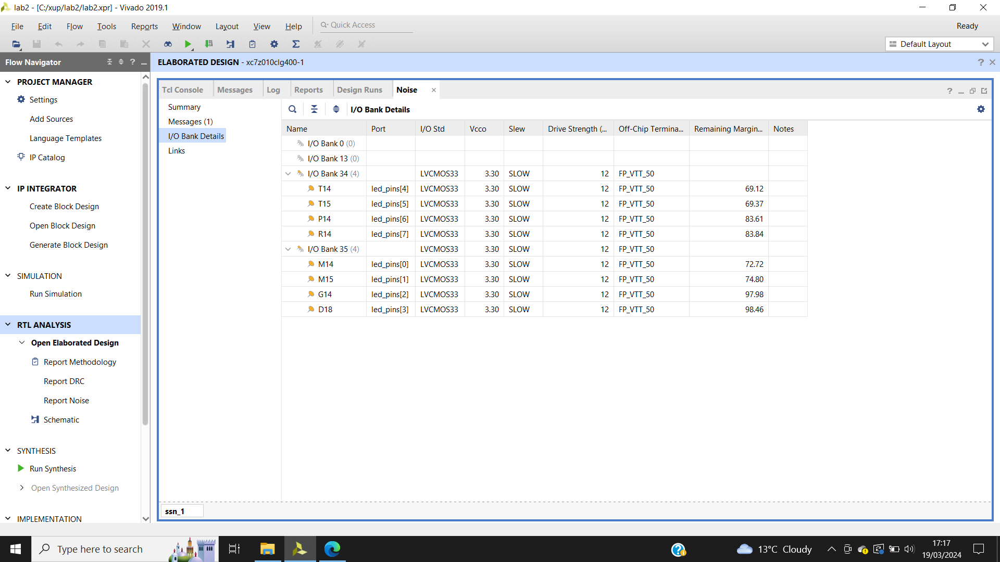 lab2 - [C:/xup/lab2/lab2.xpr] - Vivado 2019.1
File Edit Flow Tools Reports Window Layout View Help Quick Access Ready
Default Layout
Flow Navigator
ELABORATED DESIGN - xc7z010clg400-1
PROJECT MANAGER
Settings
Add Sources
Language Templates
IP Catalog
IP INTEGRATOR
Create Block Design
Open Block Design
Generate Block Design
SIMULATION
Run Simulation
RTL ANALYSIS
Open Elaborated Design
Report Methodology
Report DRC
Report Noise
Schematic
SYNTHESIS
Run Synthesis
Open Synthesized Design
IMPLEMENTATION
Tcl Console Messages Log Reports Design Runs Noise
Summary
Messages (1)
I/O Bank Details
Links
I/O Bank Details
Name Port I/O Std Vcco Slew Drive Strength (... Off-Chip Termina... Remaining Margin... Notes
I/O Bank 0 (0)
I/O Bank 13 (0)
I/O Bank 34 (4) LVCMOS33 3.30 SLOW 12 FP_VTT_50
T14 led_pins[4] LVCMOS33 3.30 SLOW 12 FP_VTT_50 69.12
T15 led_pins[5] LVCMOS33 3.30 SLOW 12 FP_VTT_50 69.37
P14 led_pins[6] LVCMOS33 3.30 SLOW 12 FP_VTT_50 83.61
R14 led_pins[7] LVCMOS33 3.30 SLOW 12 FP_VTT_50 83.84
I/O Bank 35 (4) LVCMOS33 3.30 SLOW 12 FP_VTT_50
M14 led_pins[0] LVCMOS33 3.30 SLOW 12 FP_VTT_50 72.72
M15 led_pins[1] LVCMOS33 3.30 SLOW 12 FP_VTT_50 74.80
G14 led_pins[2] LVCMOS33 3.30 SLOW 12 FP_VTT_50 97.98
D18 led_pins[3] LVCMOS33 3.30 SLOW 12 FP_VTT_50 98.46
ssn_1
Type here to search
13°C Cloudy
17:17
19/03/2024